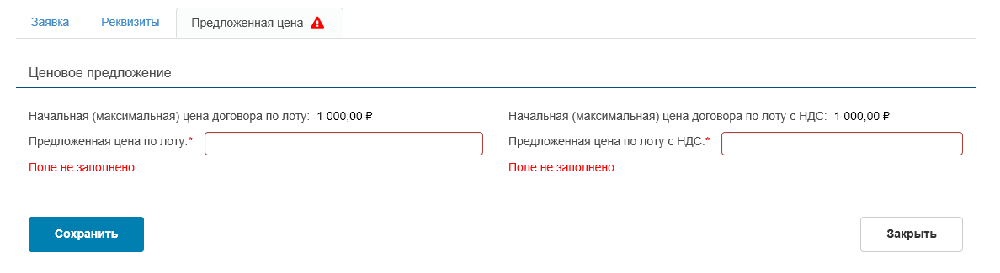 Заявка Реквизиты Предложенная цена
Ценовое предложение
Начальная (максимальная) цена договора по лоту: 1 000,00 ₽ Начальная (максимальная) цена договора по лоту с НДС: 1 000,00 ₽
Предложенная цена по лоту:* Предложенная цена по лоту с НДС:*
Поле не заполнено. Поле не заполнено.
Сохранить Закрыть